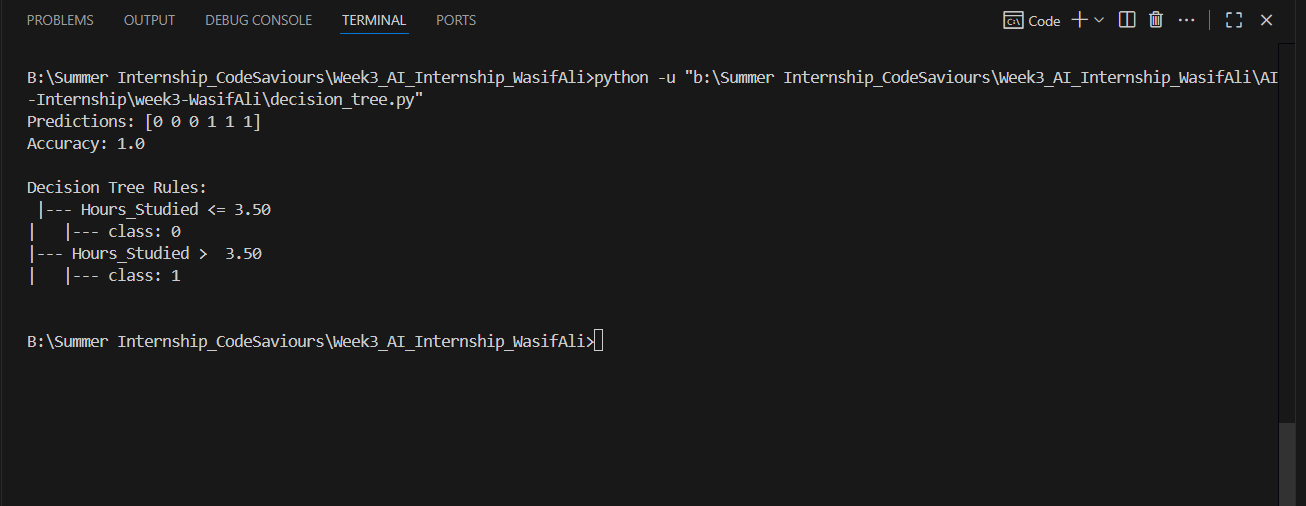 PROBLEMS OUTPUT DEBUG CONSOLE TERMINAL PORTS Code
B:\Summer Internship_CodeSaviours\Week3_AI_Internship_WasifAli>python -u "b:\Summer Internship_CodeSaviours\Week3_AI_Internship_WasifAli\AI
-Internship\week3-WasifAli\decision_tree.py"
Predictions: [0 0 0 1 1 1]
Accuracy: 1.0
Decision Tree Rules:
 |--- Hours_Studied <= 3.50
|   |--- class: 0
|--- Hours_Studied >  3.50
|   |--- class: 1
B:\Summer Internship_CodeSaviours\Week3_AI_Internship_WasifAli>